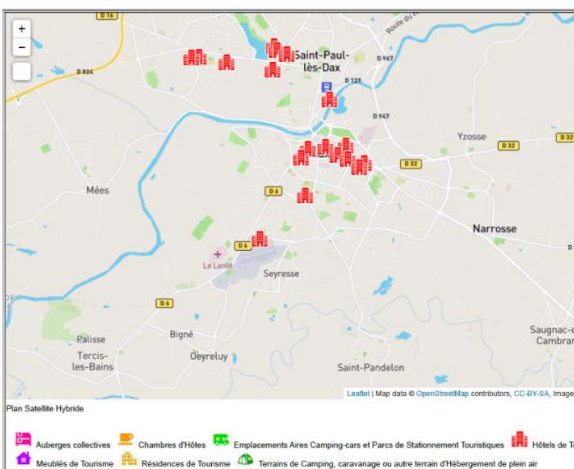 D 16
Route du
+
−
Saint-Paul-
lès-Dax
D 947
D 824
D 129
D 947
Yzosse
D 32
D 32
D 32
Mées
D 6
Narrosse
D 6
Le Lanot
Seyresse
D 6
Saugnac-e
Cambran
Bigné
Palisse
Tercis-
les-Bains
Oeyreluy
Saint-Pandelon
Leaflet | Map data © OpenStreetMap contributors, CC-BY-SA, Image
Plan Satellite Hybride
Auberges collectives Chambres d'Hôtes Emplacements Aires Camping-cars et Parcs de Stationnement Touristiques Hôtels de T
Meublés de Tourisme Résidences de Tourisme Terrains de Camping, caravanage ou autre terrain d'Hébergement de plein air